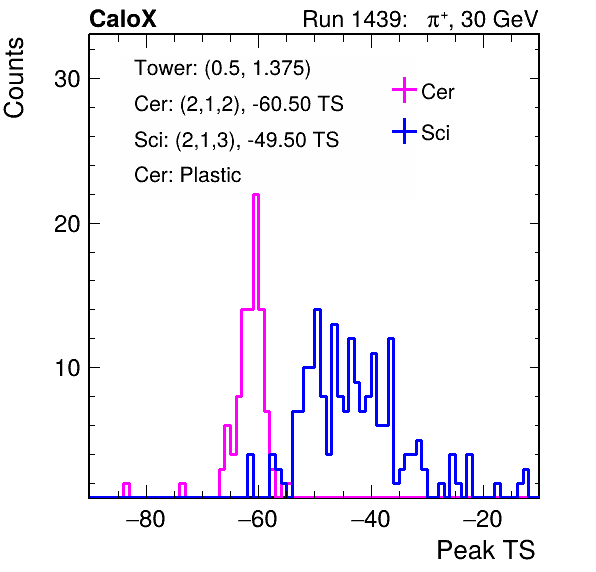 CaloX Run 1439: π⁺, 30 GeV
Counts
Tower: (0.5, 1.375)
Cer: (2,1,2), -60.50 TS
Sci: (2,1,3), -49.50 TS
Cer: Plastic
Cer
Sci
30
20
10
−80 −60 −40 −20
Peak TS